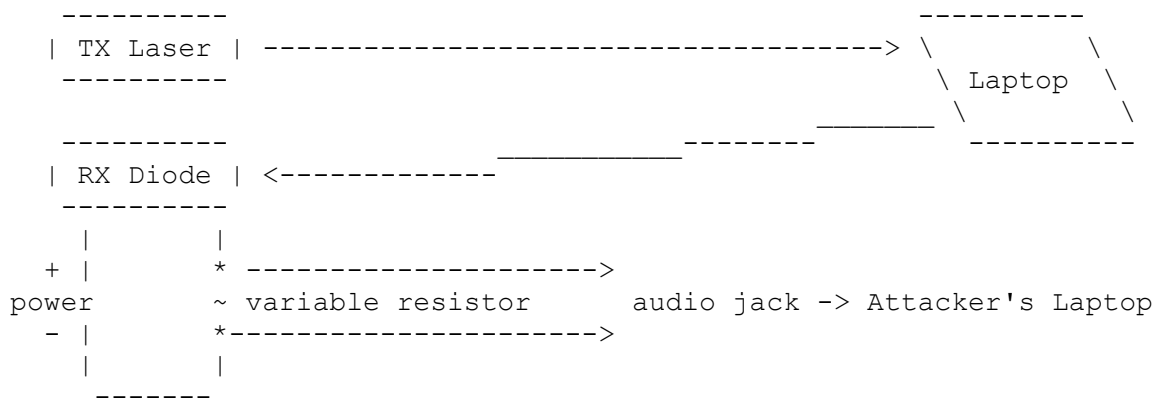 TX Laser
Laptop
RX Diode
+
power ~ variable resistor audio jack -> Attacker's Laptop
-